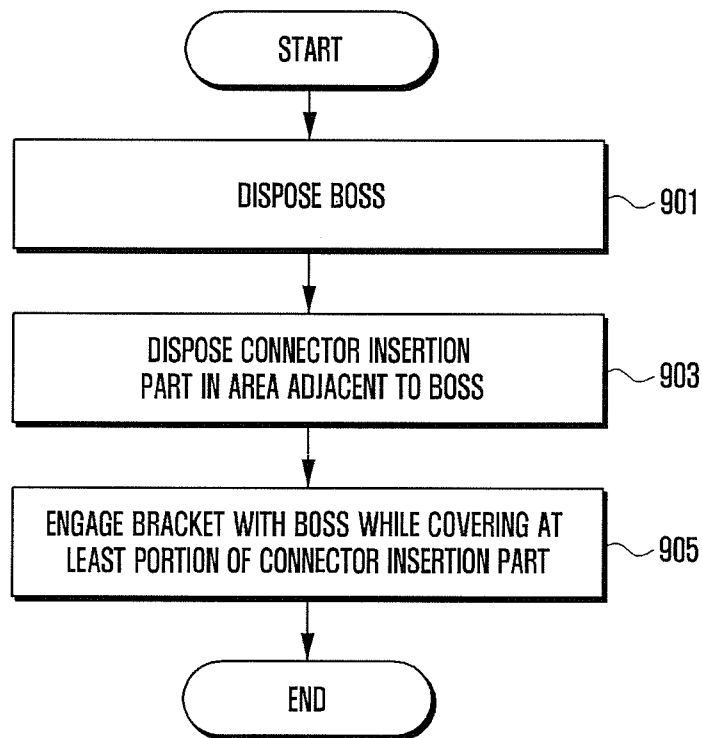 START
DISPOSE BOSS
901
DISPOSE CONNECTOR INSERTION
PART IN AREA ADJACENT TO BOSS
903
ENGAGE BRACKET WITH BOSS WHILE COVERING AT
LEAST PORTION OF CONNECTOR INSERTION PART
905
END